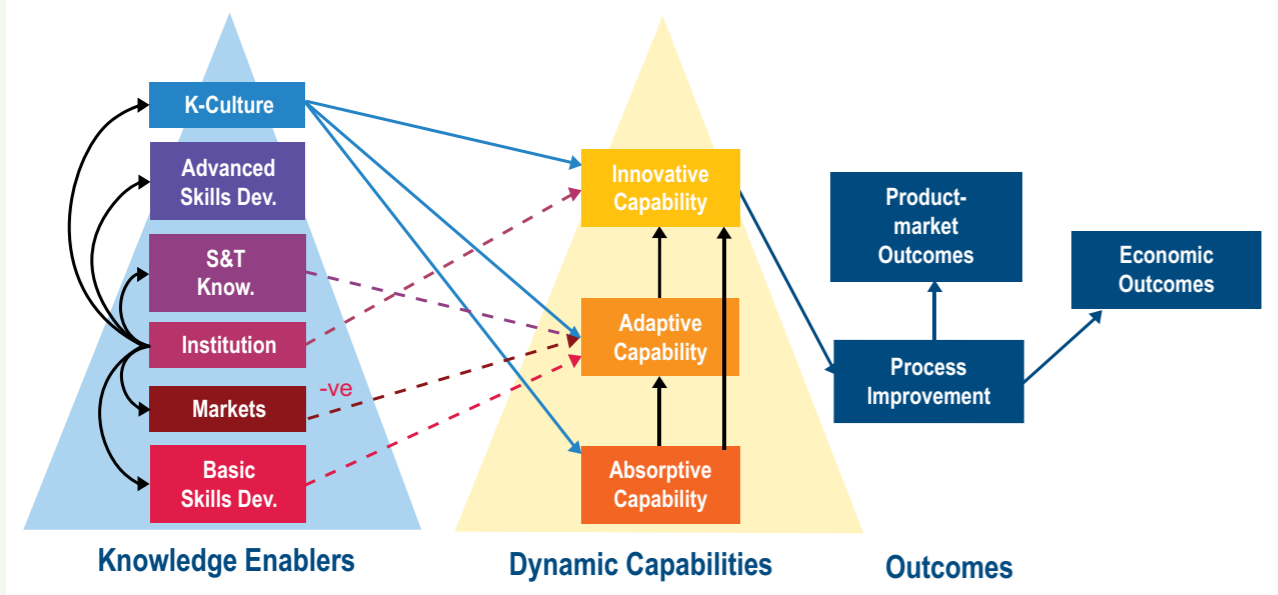 K-Culture
Advanced
Skills Dev.
S&T
Know.
Institution
Markets
Basic
Skills Dev.
-ve
Knowledge Enablers
Innovative
Capability
Adaptive
Capability
Absorptive
Capability
Dynamic Capabilities
Product-
market
Outcomes
Process
Improvement
Economic
Outcomes
Outcomes